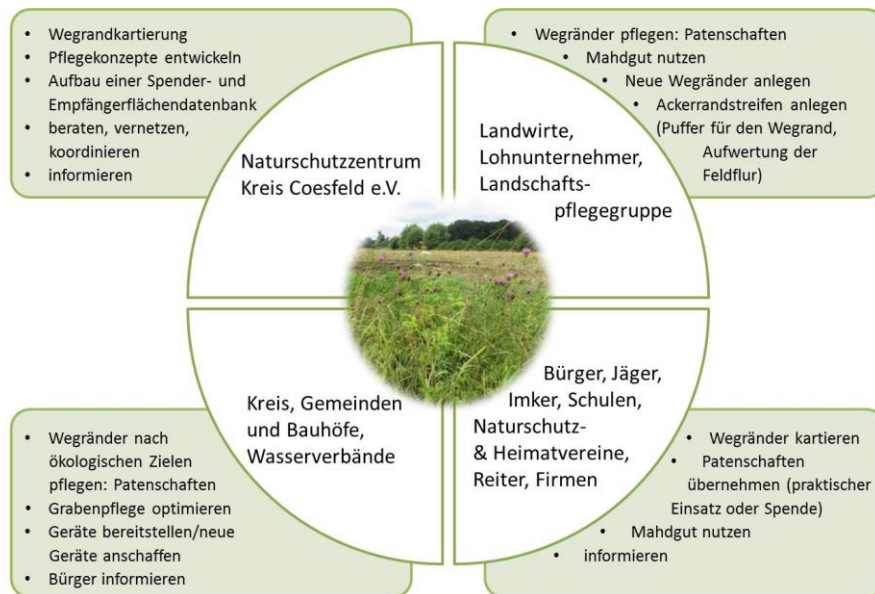 • Wegrandkartierung
• Pflegekonzepte entwickeln
• Aufbau einer Spender- und
Empfängerflächendatenbank
• beraten, vernetzen,
koordinieren
• informieren
Naturschutzzentrum
Kreis Coesfeld e.V.
• Wegränder pflegen: Patenschaften
• Mahdgut nutzen
• Neue Wegränder anlegen
• Ackerrandstreifen anlegen
(Puffer für den Wegrand,
Aufwertung der
Feldflur)
Landwirte,
Lohnunternehmer,
Landschafts-
pflegegruppe
Kreis, Gemeinden
und Bauhöfe,
Wasserverbände
• Wegränder nach
ökologischen Zielen
pflegen: Patenschaften
• Grabenpflege optimieren
• Geräte bereitstellen/neue
Geräte anschaffen
• Bürger informieren
Bürger, Jäger,
Imker, Schulen,
Naturschutz-
& Heimatvereine,
Reiter, Firmen
• Wegränder kartieren
• Patenschaften
übernehmen (praktischer
Einsatz oder Spende)
• Mahdgut nutzen
• informieren